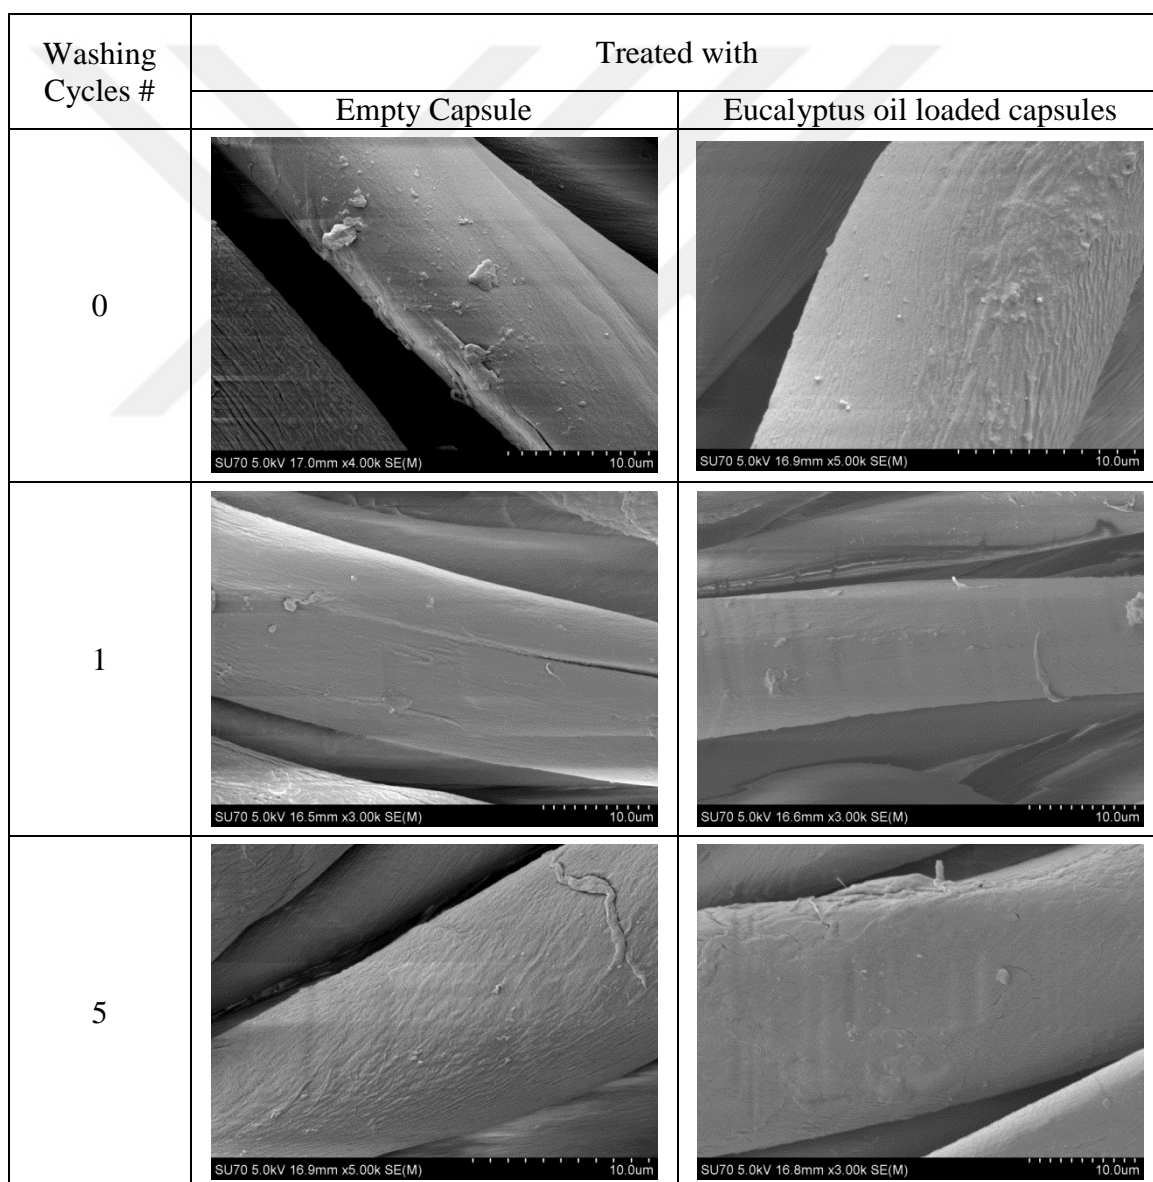 Washing
Cycles #
Treated with
Empty Capsule
Eucalyptus oil loaded capsules
0
SU70 5.0kV 17.0mm x4.00k SE(M)
10.0um
SU70 5.0kV 16.9mm x5.00k SE(M)
10.0um
1
SU70 5.0kV 16.5mm x3.00k SE(M)
10.0um
SU70 5.0kV 16.6mm x3.00k SE(M)
10.0um
5
SU70 5.0kV 16.9mm x5.00k SE(M)
10.0um
SU70 5.0kV 16.8mm x3.00k SE(M)
10.0um